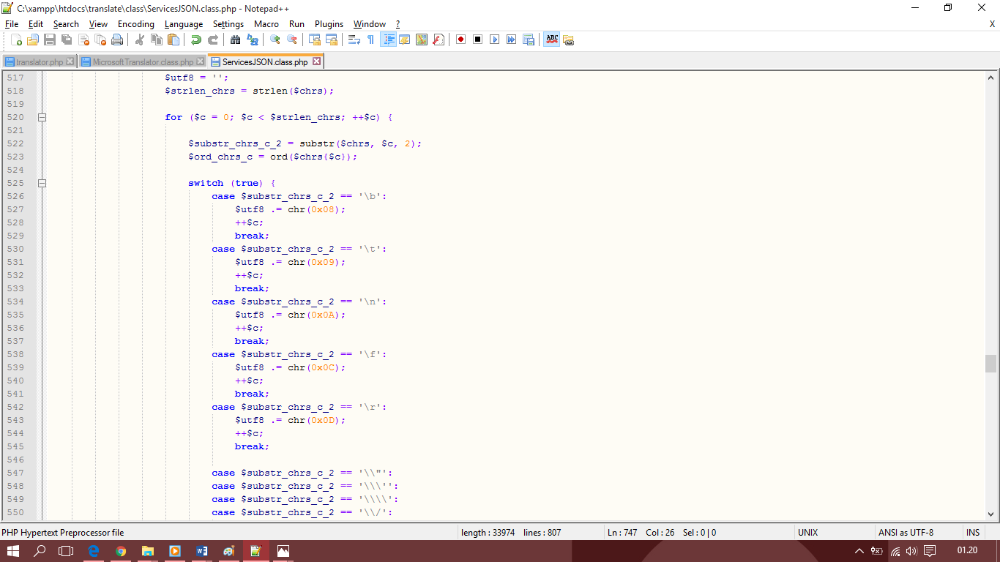 C:\xampp\htdocs\translate\class\ServicesJSON.class.php - Notepad++
File Edit Search View Encoding Language Settings Macro Run Plugins Window ? X
translator.php MicrosoftTranslator.class.php ServicesJSON.class.php
517 $utf8 = '';
518 $strlen_chrs = strlen($chrs);
519
520 for ($c = 0; $c < $strlen_chrs; ++$c) {
521
522 $substr_chrs_c_2 = substr($chrs, $c, 2);
523 $ord_chrs_c = ord($chrs{$c});
524
525 switch (true) {
526 case $substr_chrs_c_2 == '\b':
527 $utf8 .= chr(0x08);
528 ++$c;
529 break;
530 case $substr_chrs_c_2 == '\t':
531 $utf8 .= chr(0x09);
532 ++$c;
533 break;
534 case $substr_chrs_c_2 == '\n':
535 $utf8 .= chr(0x0A);
536 ++$c;
537 break;
538 case $substr_chrs_c_2 == '\f':
539 $utf8 .= chr(0x0C);
540 ++$c;
541 break;
542 case $substr_chrs_c_2 == '\r':
543 $utf8 .= chr(0x0D);
544 ++$c;
545 break;
546
547 case $substr_chrs_c_2 == '\\"':
548 case $substr_chrs_c_2 == '\\\'':
549 case $substr_chrs_c_2 == '\\\\':
550 case $substr_chrs_c_2 == '\\/':
PHP Hypertext Preprocessor file length : 33974 lines : 807 Ln : 747 Col : 26 Sel : 0 | 0 UNIX ANSI as UTF-8 INS
01.20